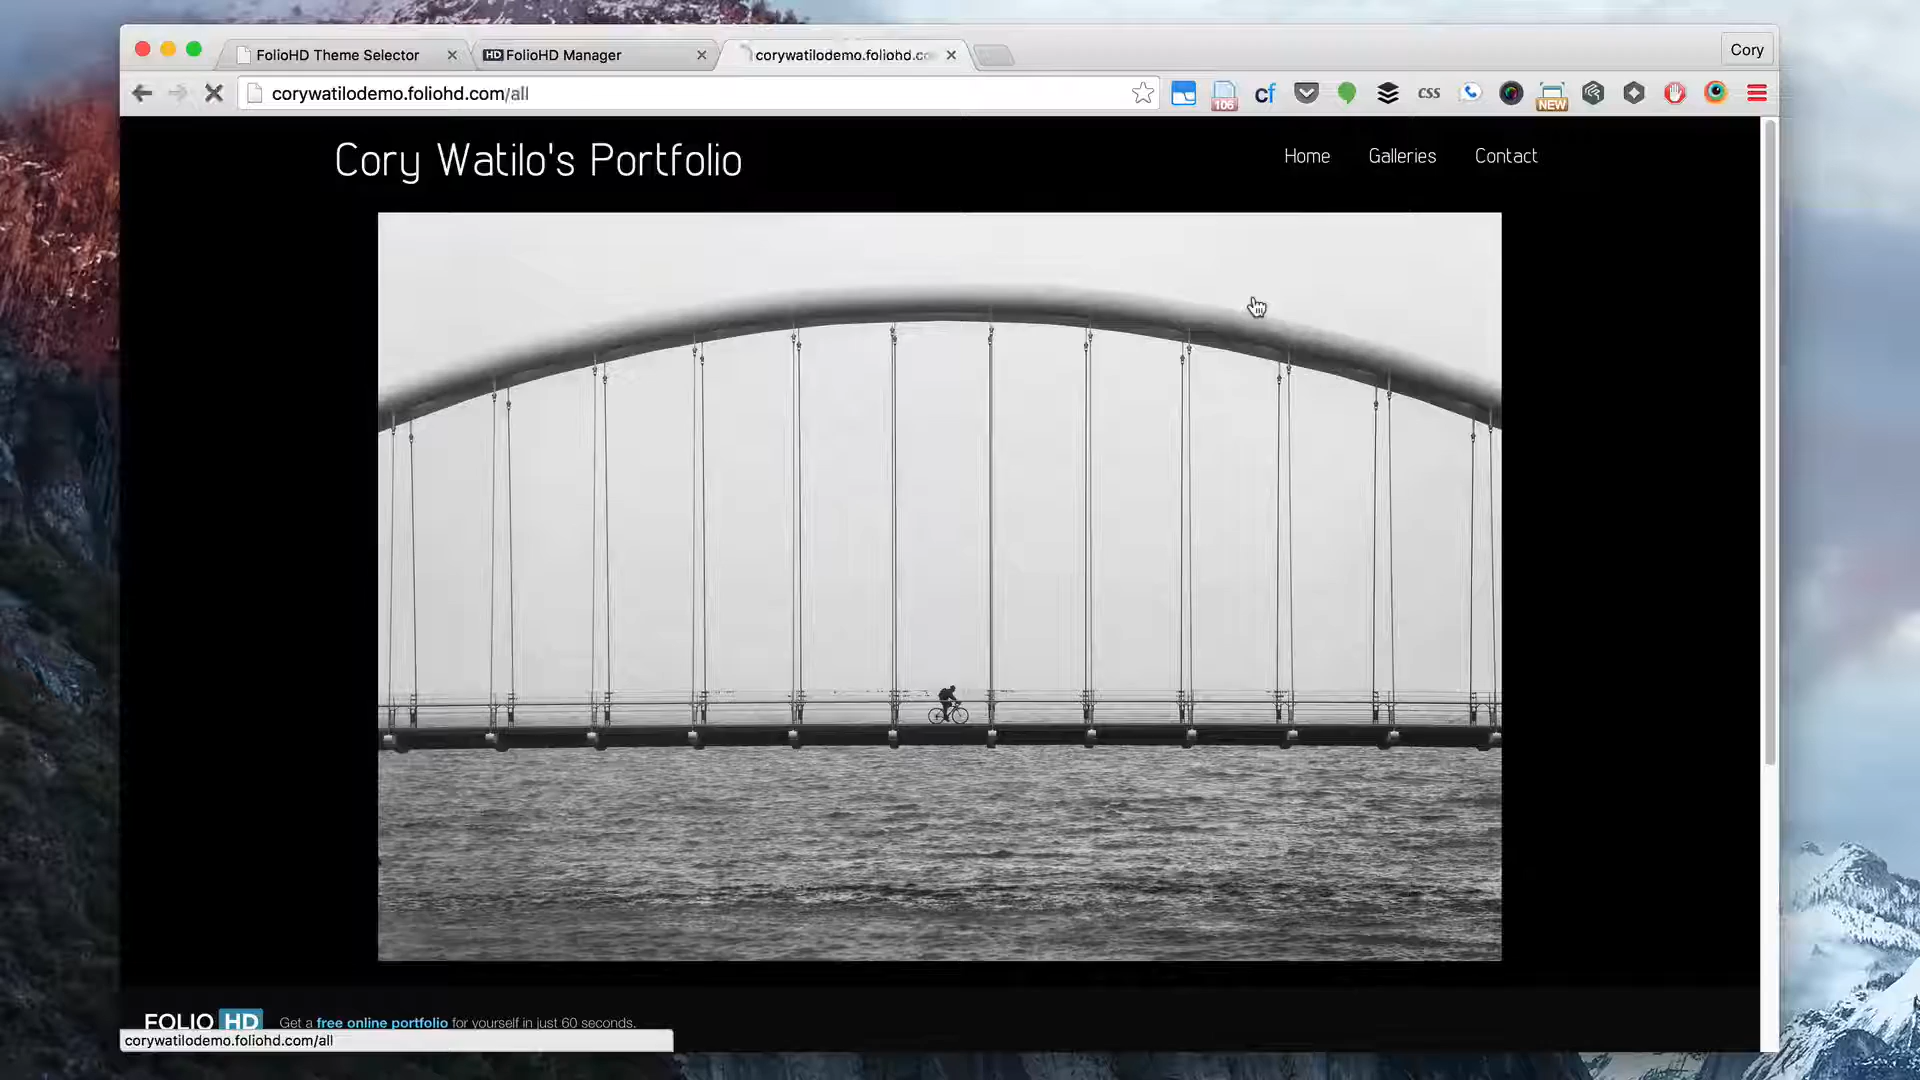 FolioHD Theme Selector
HD FolioHD Manager
corywatilodemo.foliohd.co
Cory
corywatilodemo.foliohd.com/all
106
cf
css
NEW
Cory Watilo's Portfolio
Home
Galleries
Contact
FOLIO HD
Get a free online portfolio for yourself in just 60 seconds.
corywatilodemo.foliohd.com/all